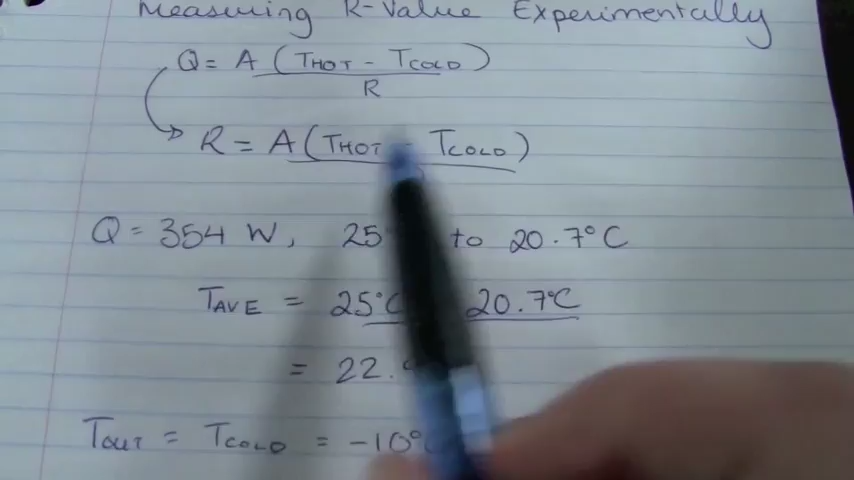 Measuring R-Value Experimentally
Q = A (THOT - TCOLD)
R
R = A (THOT - TCOLD)
Q = 354 W, 25° to 20.7°C
TAVE = 25°C 20.7°C
= 22.
TOUT = TCOLD = -10°